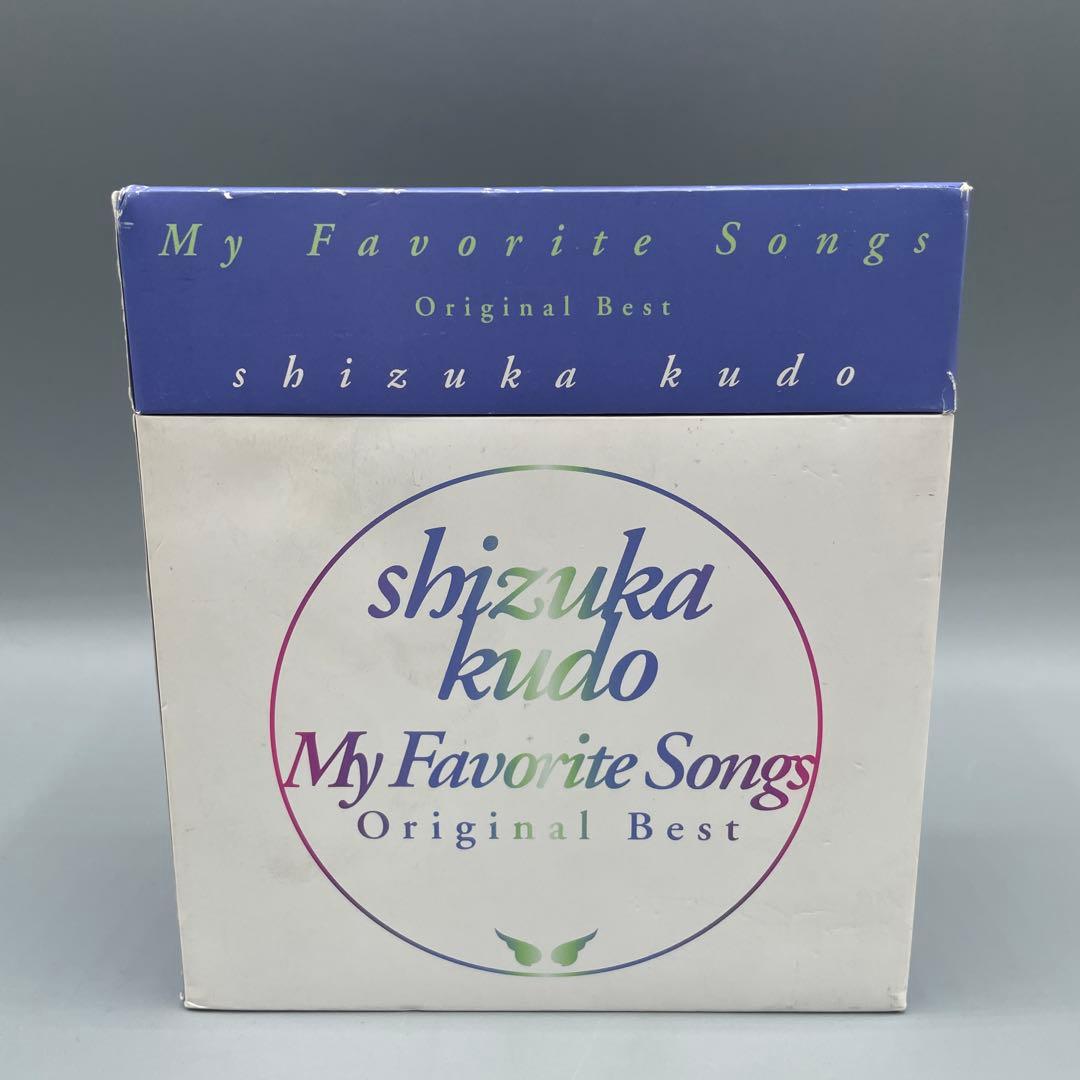 My Favorite Songs
Original Best
shizuka kudo
shizuka
kudo
My Favorite Songs
Original Best